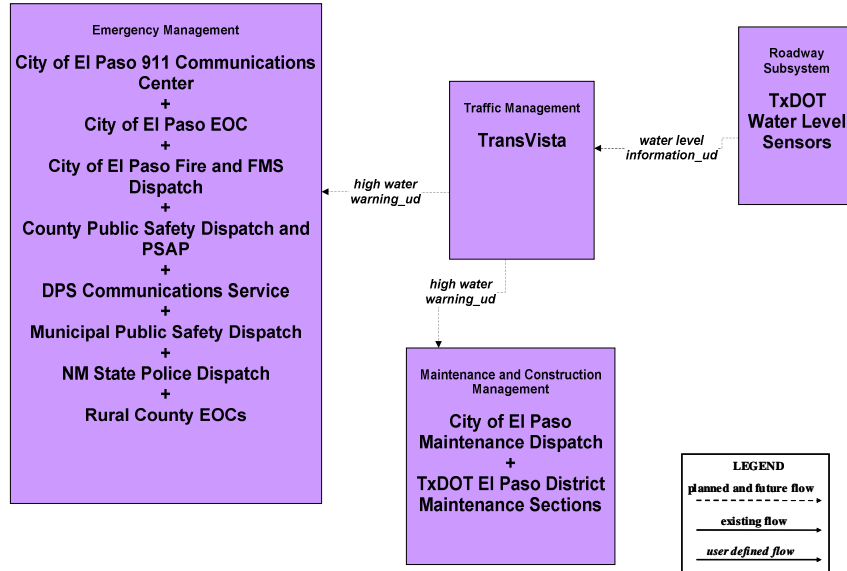 Emergency Management
City of El Paso 911 Communications
Center
+
City of El Paso EOC
+
City of El Paso Fire and FMS
Dispatch
+
County Public Safety Dispatch and
PSAP
+
DPS Communications Service
+
Municipal Public Safety Dispatch
+
NM State Police Dispatch
+
Rural County EOCs
high water
warning_ud
Traffic Management
TransVista
water level
information_ud
Roadway
Subsystem
TxDOT
Water Level
Sensors
high water
warning_ud
Maintenance and Construction
Management
City of El Paso
Maintenance Dispatch
+
TxDOT El Paso District
Maintenance Sections
LEGEND
planned and future flow
existing flow
user defined flow